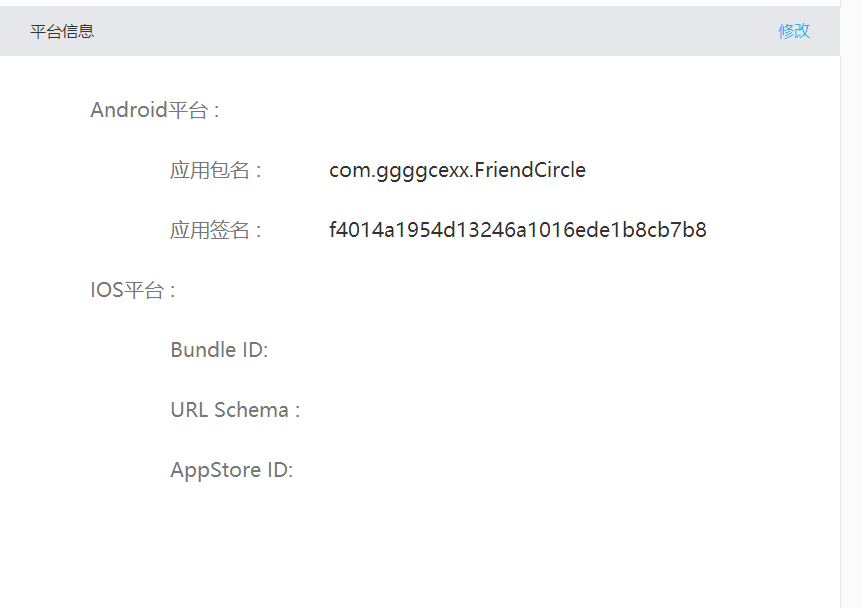 平台信息 修改
Android平台 :
应用包名 : com.ggggcexx.FriendCircle
应用签名 : f4014a1954d13246a1016ede1b8cb7b8
IOS平台 :
Bundle ID:
URL Schema :
AppStore ID: